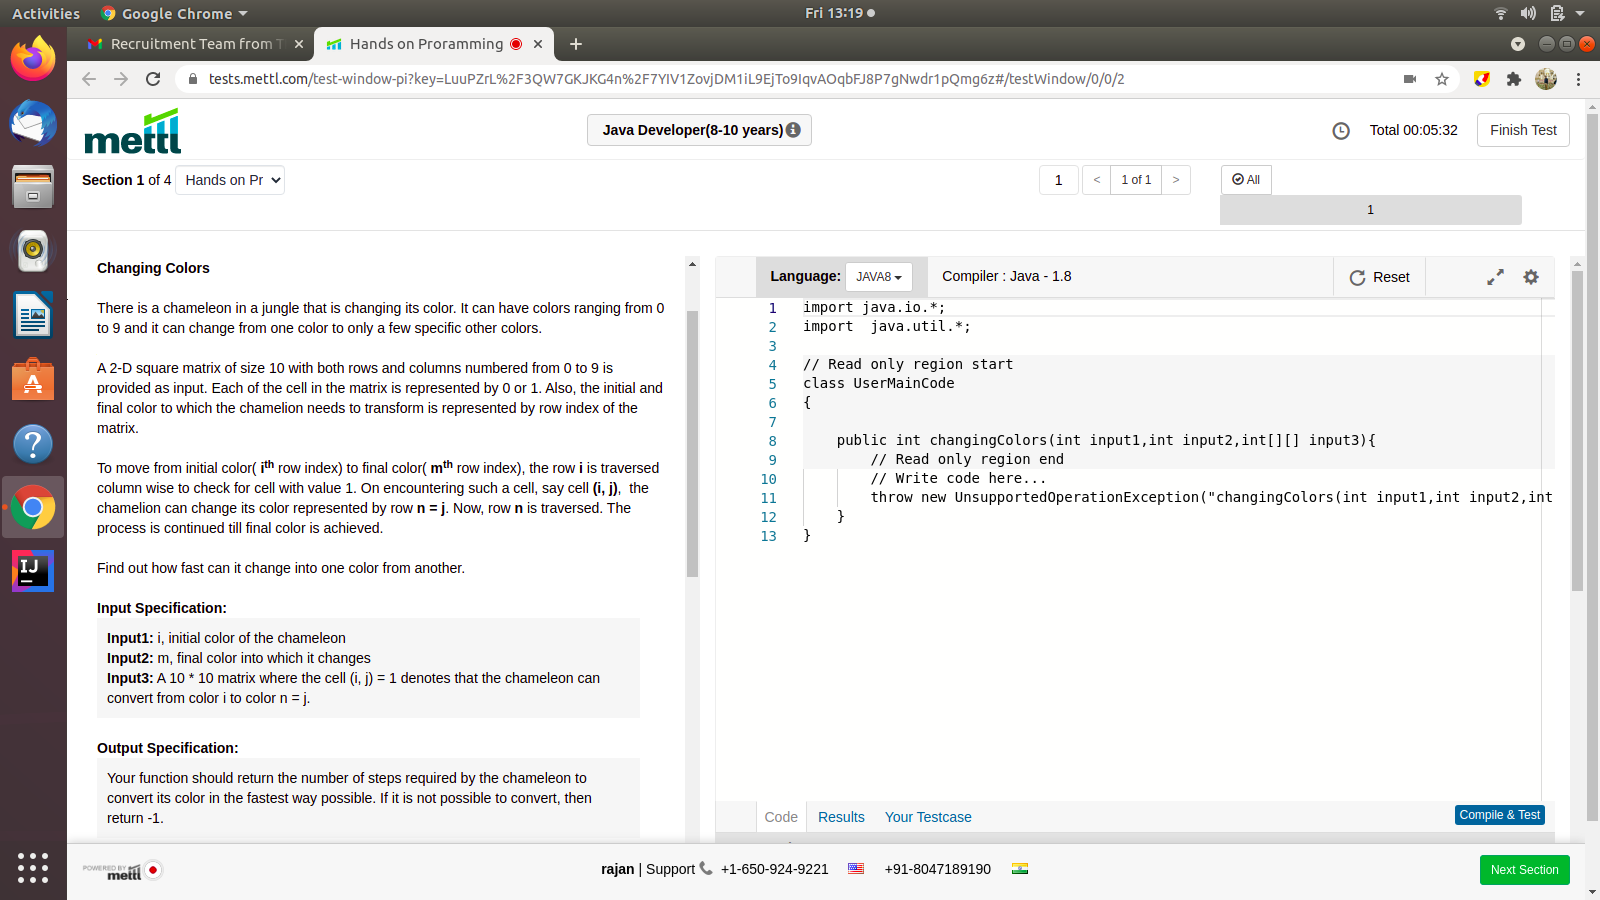 Activities Google Chrome Fri 13:19
Recruitment Team from T Hands on Proramming
tests.mettl.com/test-window-pi?key=LuuPZrL%2F3QW7GKJKG4n%2F7YIV1ZovjDM1iL9EjTo9IqvAOqbFJ8P7gNwdr1pQmg6z#/testWindow/0/0/2
mettl Java Developer(8-10 years) Total 00:05:32 Finish Test
Section 1 of 4 Hands on Pr 1 < 1 of 1 > All
1
Changing Colors
There is a chameleon in a jungle that is changing its color. It can have colors ranging from 0
to 9 and it can change from one color to only a few specific other colors.
A 2-D square matrix of size 10 with both rows and columns numbered from 0 to 9 is
provided as input. Each of the cell in the matrix is represented by 0 or 1. Also, the initial and
final color to which the chamelion needs to transform is represented by row index of the
matrix.
To move from initial color( ith row index) to final color( mth row index), the row i is traversed
column wise to check for cell with value 1. On encountering such a cell, say cell (i, j), the
chamelion can change its color represented by row n = j. Now, row n is traversed. The
process is continued till final color is achieved.
Find out how fast can it change into one color from another.
Input Specification:
Input1: i, initial color of the chameleon
Input2: m, final color into which it changes
Input3: A 10 * 10 matrix where the cell (i, j) = 1 denotes that the chameleon can
convert from color i to color n = j.
Output Specification:
Your function should return the number of steps required by the chameleon to
convert its color in the fastest way possible. If it is not possible to convert, then
return -1.
Language: JAVA8 Compiler : Java - 1.8 Reset
1 import java.io.*;
2 import  java.util.*;
3
4 // Read only region start
5 class UserMainCode
6 {
7
8     public int changingColors(int input1,int input2,int[][] input3){
9         // Read only region end
10         // Write code here...
11         throw new UnsupportedOperationException("changingColors(int input1,int input2,int
12     }
13 }
Code Results Your Testcase Compile & Test
POWERED BY mettl rajan | Support +1-650-924-9221 +91-8047189190 Next Section